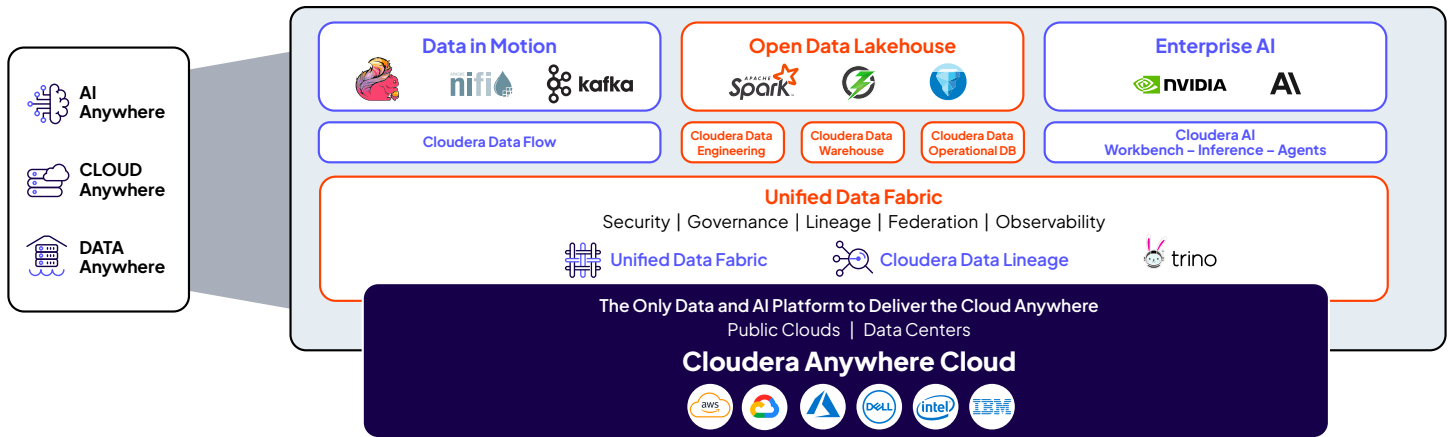 AI
Anywhere
CLOUD
Anywhere
DATA
Anywhere
Data in Motion
APACHE
nifi
kafka
Open Data Lakehouse
APACHE
Spark
Enterprise AI
NVIDIA
A\
Cloudera Data Flow
Cloudera Data
Engineering
Cloudera Data
Warehouse
Cloudera Data
Operational DB
Cloudera AI
Workbench – Inference – Agents
Unified Data Fabric
Security | Governance | Lineage | Federation | Observability
Unified Data Fabric
Cloudera Data Lineage
trino
The Only Data and AI Platform to Deliver the Cloud Anywhere
Public Clouds | Data Centers
Cloudera Anywhere Cloud
aws
DELL
intel
IBM